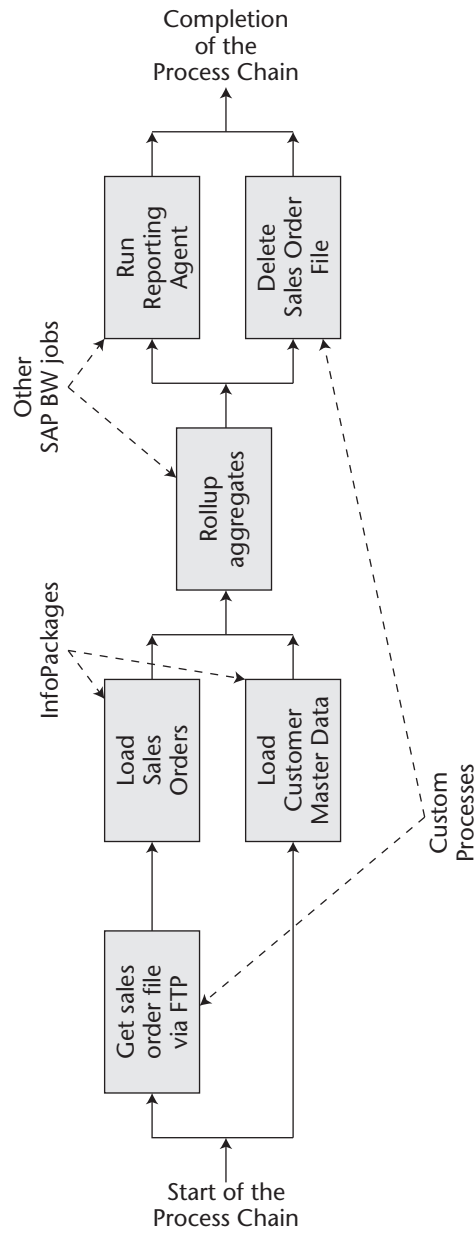 Start of the
Process Chain
Get sales
order file
via FTP
Load
Sales
Orders
Load
Customer
Master Data
InfoPackages
Custom
Processes
Rollup
aggregates
Other
SAP BW jobs
Run
Reporting
Agent
Delete
Sales Order
File
Completion
of the
Process Chain